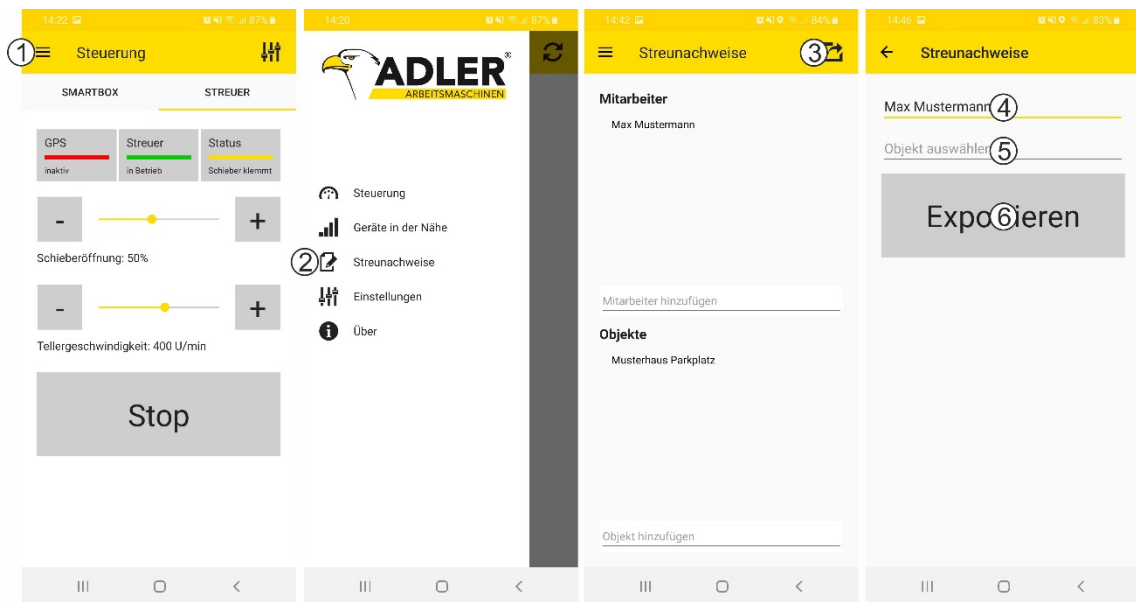 14:22 87%
1 Steuerung
SMARTBOX STREUER
GPS Streuer Status
inaktiv in Betrieb Schieber klemmt
- +
Schieberöffnung: 50%
- +
Tellergeschwindigkeit: 400 U/min
Stop
14:20 87%
ADLER®
ARBEITSMASCHINEN
Steuerung
Geräte in der Nähe
2 Streunachweise
Einstellungen
Über
14:42 84%
Streunachweise 3
Mitarbeiter
Max Mustermann
Mitarbeiter hinzufügen
Objekte
Musterhaus Parkplatz
Objekt hinzufügen
14:46 83%
Streunachweise
Max Mustermann 4
Objekt auswählen 5
Exportieren 6